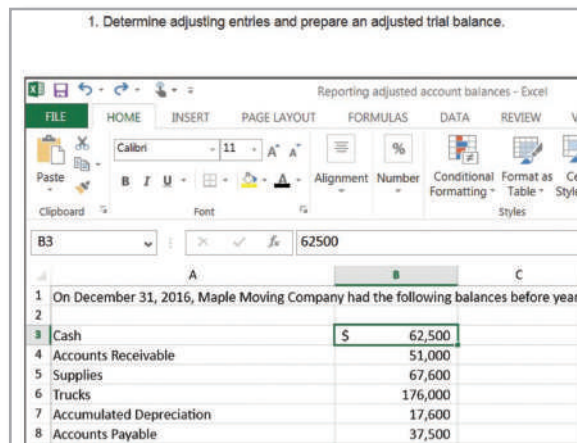 1. Determine adjusting entries and prepare an adjusted trial balance.
Reporting adjusted account balances - Excel
FILE HOME INSERT PAGE LAYOUT FORMULAS DATA REVIEW
Calibri 11 A A % 
Paste B I U A Alignment Number Conditional Format as
Formatting Table
Clipboard Font Styles
B3 fx 62500
A B C
1 On December 31, 2016, Maple Moving Company had the following balances before
2
3 Cash $ 62,500
4 Accounts Receivable 51,000
5 Supplies 67,600
6 Trucks 176,000
7 Accumulated Depreciation 17,600
8 Accounts Payable 37,500